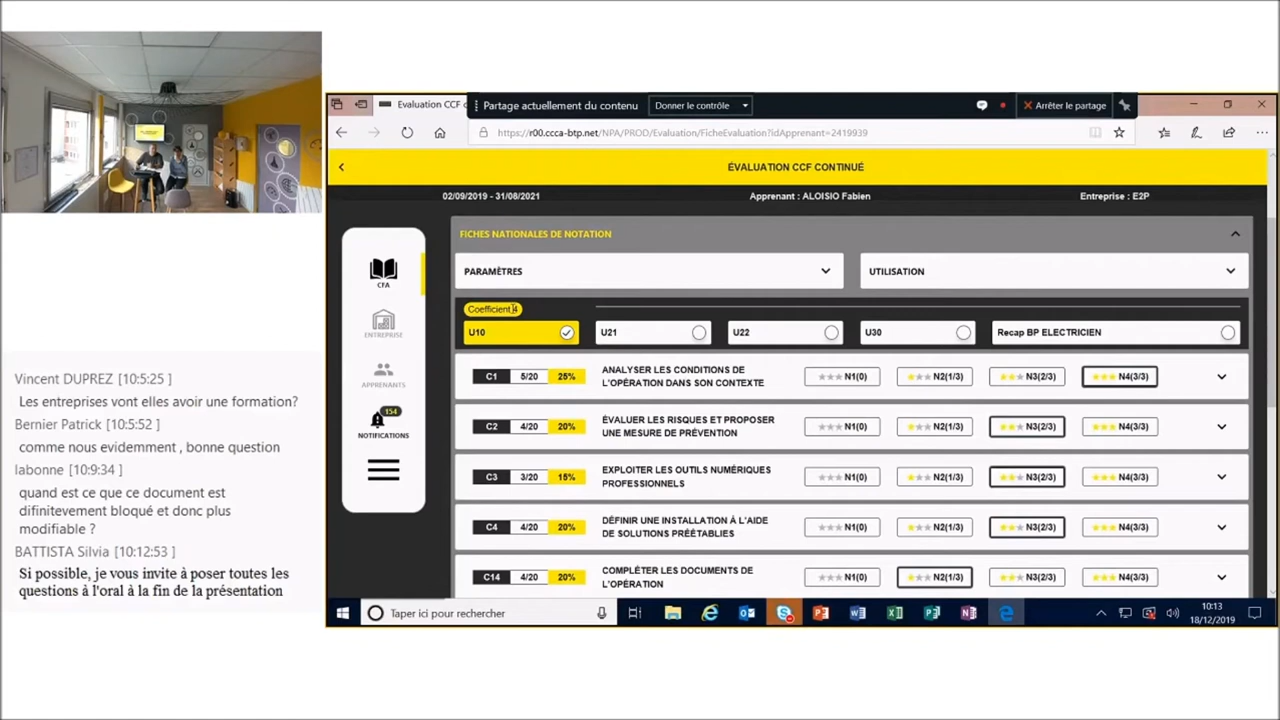 Evaluation CCF c
Partage actuellement du contenu
Donner le contrôle
Arrêter le partage
https://r00.ccca-btp.net/NPA/PROD/Evaluation/FicheEvaluation?idApprenant=2419939
ÉVALUATION CCF CONTINUÉ
02/09/2019 - 31/08/2021
Apprenant : ALOISIO Fabien
Entreprise : E2P
FICHES NATIONALES DE NOTATION
PARAMÈTRES
UTILISATION
CFA
ENTREPRISE
APPRENANTS
154
NOTIFICATIONS
Coefficient 4
U10
U21
U22
U30
Recap BP ELECTRICIEN
C1 5/20 25% ANALYSER LES CONDITIONS DE
L'OPÉRATION DANS SON CONTEXTE
N1(0) N2(1/3) N3(2/3) N4(3/3)
C2 4/20 20% ÉVALUER LES RISQUES ET PROPOSER
UNE MESURE DE PRÉVENTION
N1(0) N2(1/3) N3(2/3) N4(3/3)
C3 3/20 15% EXPLOITER LES OUTILS NUMÉRIQUES
PROFESSIONNELS
N1(0) N2(1/3) N3(2/3) N4(3/3)
C4 4/20 20% DÉFINIR UNE INSTALLATION À L'AIDE
DE SOLUTIONS PRÉÉTABLIES
N1(0) N2(1/3) N3(2/3) N4(3/3)
C14 4/20 20% COMPLÉTER LES DOCUMENTS DE
L'OPÉRATION
N1(0) N2(1/3) N3(2/3) N4(3/3)
Taper ici pour rechercher
10:13
18/12/2019
Vincent DUPREZ [10:5:25 ]
Les entreprises vont elles avoir une formation?
Bernier Patrick [10:5:52 ]
comme nous evidemment , bonne question
labonne [10:9:34 ]
quand est ce que ce document est
difinitevement bloqué et donc plus
modifiable ?
BATTISTA Silvia [10:12:53 ]
Si possible, je vous invite à poser toutes les
questions à l'oral à la fin de la présentation